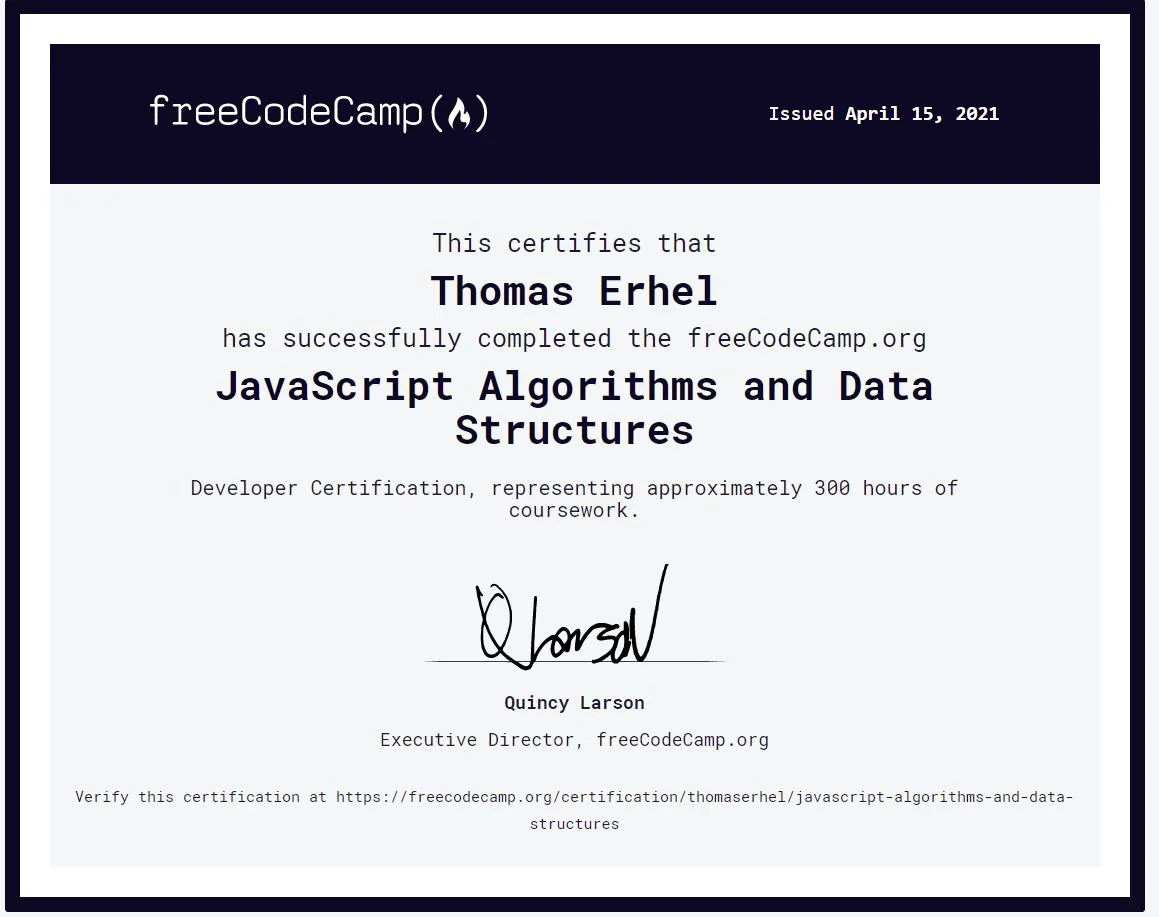 freeCodeCamp(🔥)
Issued April 15, 2021
This certifies that
Thomas Erhel
has successfully completed the freeCodeCamp.org
JavaScript Algorithms and Data
Structures
Developer Certification, representing approximately 300 hours of
coursework.
Q Larson
Quincy Larson
Executive Director, freeCodeCamp.org
Verify this certification at https://freecodecamp.org/certification/thomaserhel/javascript-algorithms-and-data-
structures